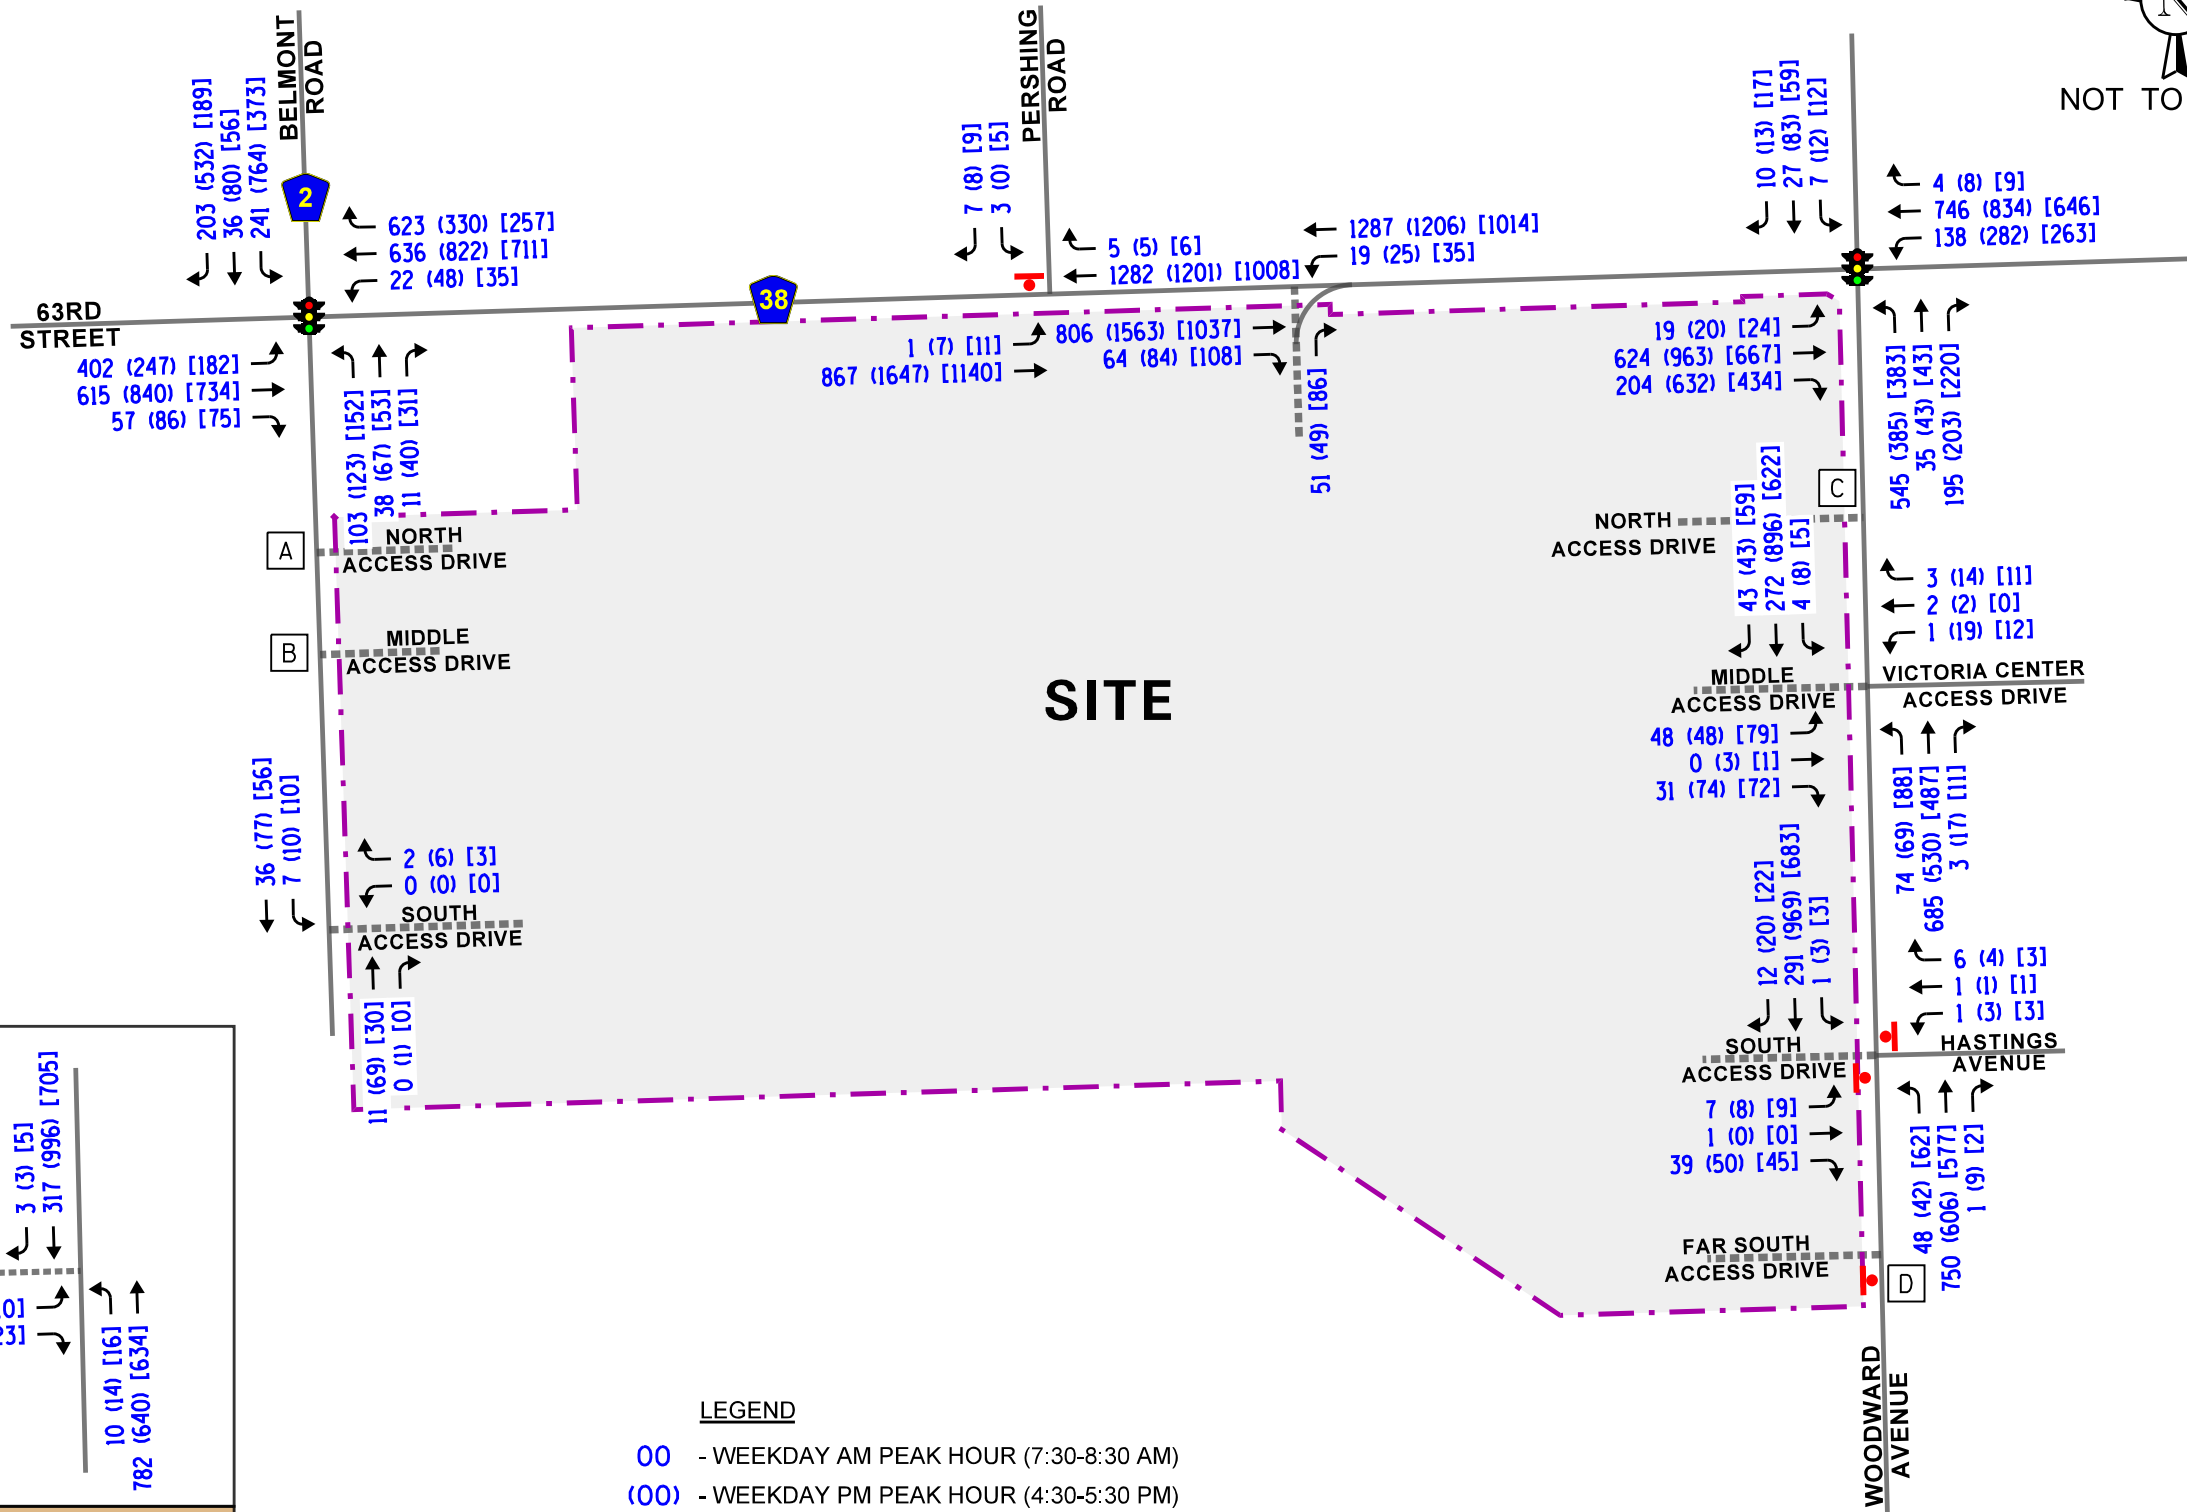 BELMONT
ROAD
PERSHING
ROAD
NOT TO
203 (532) [189]
36 (80) [56]
241 (764) [373]
2
623 (330) [257]
636 (822) [711]
22 (48) [35]
7 (8) [9]
3 (0) [5]
5 (5) [6]
1282 (1201) [1008]
1287 (1206) [1014]
19 (25) [35]
10 (13) [17]
27 (83) [59]
7 (12) [12]
4 (8) [9]
746 (834) [646]
138 (282) [263]
63RD
STREET
38
402 (247) [182]
615 (840) [734]
57 (86) [75]
103 (123) [152]
38 (67) [53]
11 (40) [31]
1 (7) [11]
867 (1647) [1140]
806 (1563) [1037]
64 (84) [108]
51 (49) [86]
19 (20) [24]
624 (963) [667]
204 (632) [434]
545 (385) [383]
35 (43) [43]
195 (203) [220]
A
NORTH
ACCESS DRIVE
B
MIDDLE
ACCESS DRIVE
C
NORTH
ACCESS DRIVE
43 (43) [59]
272 (896) [622]
4 (8) [5]
3 (14) [11]
2 (2) [0]
1 (19) [12]
SITE
MIDDLE
ACCESS DRIVE
VICTORIA CENTER
ACCESS DRIVE
48 (48) [79]
0 (3) [1]
31 (74) [72]
74 (69) [88]
685 (530) [487]
3 (17) [11]
36 (77) [56]
7 (10) [10]
2 (6) [3]
0 (0) [0]
SOUTH
ACCESS DRIVE
11 (69) [30]
0 (1) [0]
12 (20) [22]
291 (969) [683]
1 (3) [3]
6 (4) [3]
1 (1) [1]
1 (3) [3]
SOUTH
ACCESS DRIVE
HASTINGS
AVENUE
7 (8) [9]
1 (0) [0]
39 (50) [45]
48 (42) [62]
750 (606) [577]
1 (9) [2]
FAR SOUTH
ACCESS DRIVE
D
WOODWARD
AVENUE
3 (3) [5]
317 (996) [705]
0]
23]
10 (14) [16]
782 (640) [634]
LEGEND
00 - WEEKDAY AM PEAK HOUR (7:30-8:30 AM)
(00) - WEEKDAY PM PEAK HOUR (4:30-5:30 PM)